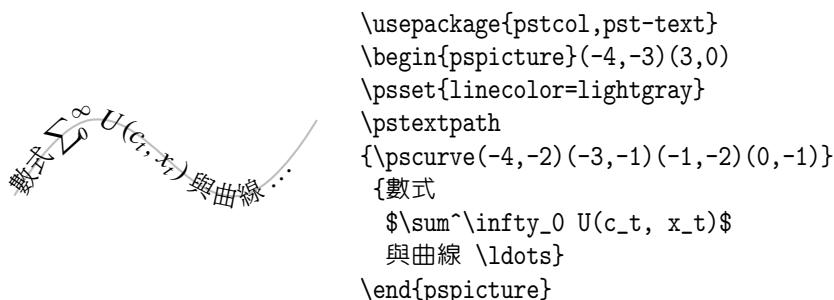 數式 ∑₀^∞ U(c_t, x_t) 與曲線 …
\usepackage{pstcol,pst-text}
\begin{pspicture}(-4,-3)(3,0)
\psset{linecolor=lightgray}
\pstextpath
{\pscurve(-4,-2)(-3,-1)(-1,-2)(0,-1)}
{數式
$\sum^\infty_0 U(c_t, x_t)$
與曲線 \ldots}
\end{pspicture}